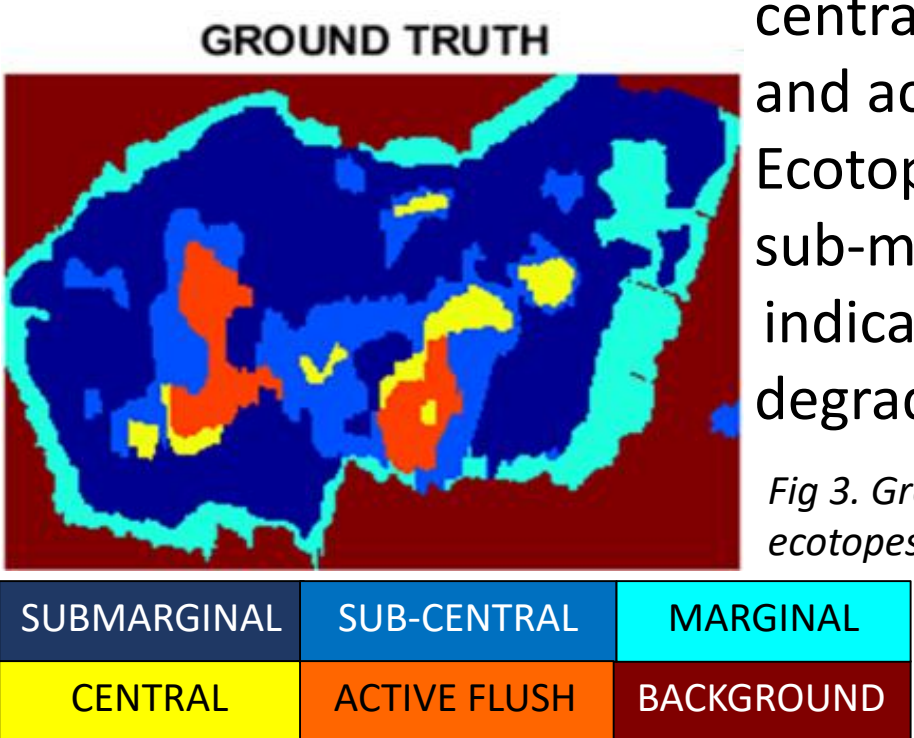 GROUND TRUTH
centra
and ac
Ecotop
sub-m
indica
degrad
Fig 3. Gr
ecotopes
SUBMARGINAL SUB-CENTRAL MARGINAL
CENTRAL ACTIVE FLUSH BACKGROUND